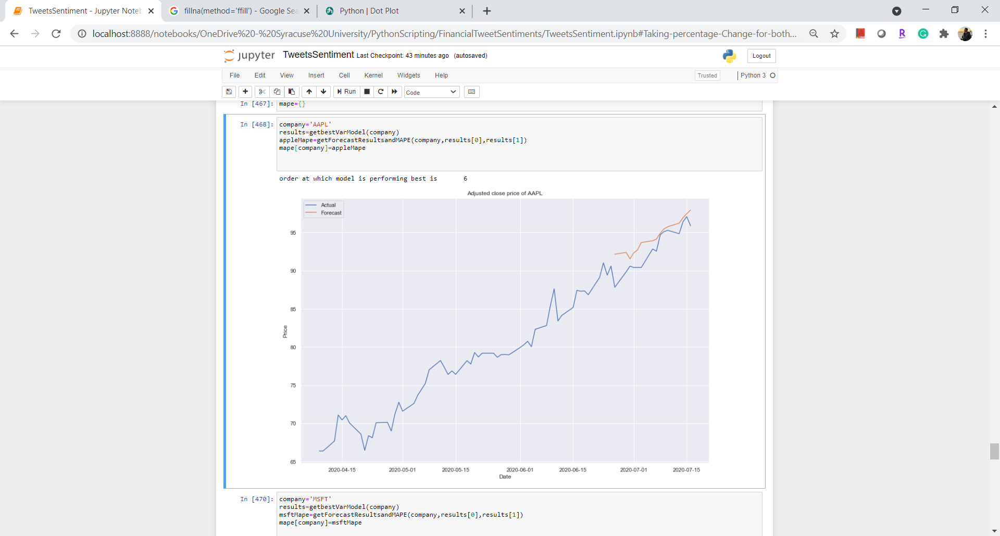 TweetsSentiment - Jupyter Noteb
fillna(method='ffill') - Google Sea
Python | Dot Plot
localhost:8888/notebooks/OneDrive%20-%20Syracuse%20University/PythonScripting/FinancialTweetSentiments/TweetsSentiment.ipynb#Taking-percentage-Change-for-both...
jupyter TweetsSentiment Last Checkpoint: 43 minutes ago (autosaved)
Logout
File Edit View Insert Cell Kernel Widgets Help
Trusted
Python 3
Run
Code
In [467]: mape={}
In [468]: company='AAPL'
results=getbestVarModel(company)
appleMape=getForecastResultsandMAPE(company,results[0],results[1])
mape[company]=appleMape
order at which model is performing best is 6
Adjusted close price of AAPL
Actual
Forecast
95
90
85
80
75
70
65
Price
2020-04-15 2020-05-01 2020-05-15 2020-06-01 2020-06-15 2020-07-01 2020-07-15
Date
In [470]: company='MSFT'
results=getbestVarModel(company)
msftMape=getForecastResultsandMAPE(company,results[0],results[1])
mape[company]=msftMape